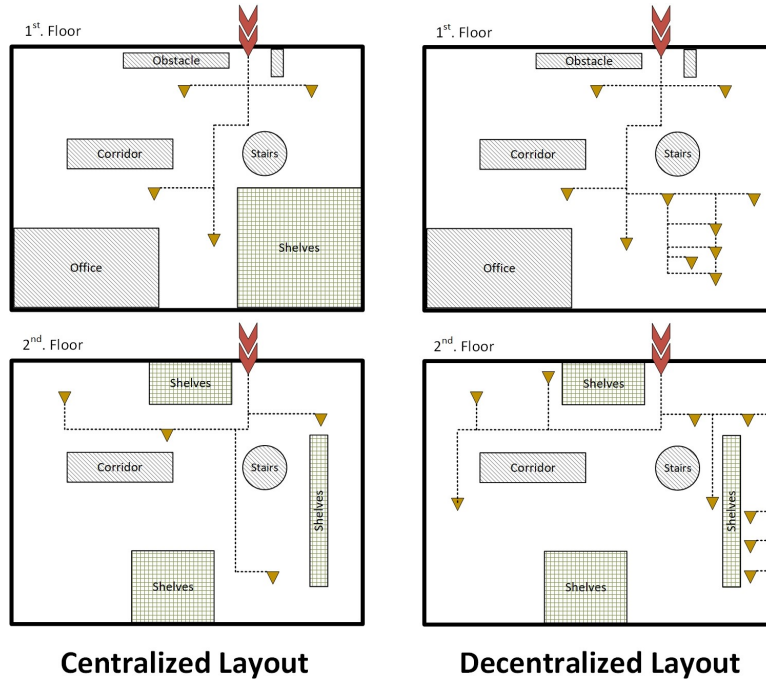 1st. Floor
Obstacle
Corridor
Stairs
Office
Shelves
1st. Floor
Obstacle
Corridor
Stairs
Office
2nd. Floor
Shelves
Corridor
Stairs
Shelves
Shelves
2nd. Floor
Shelves
Corridor
Stairs
Shelves
Shelves
Centralized Layout
Decentralized Layout